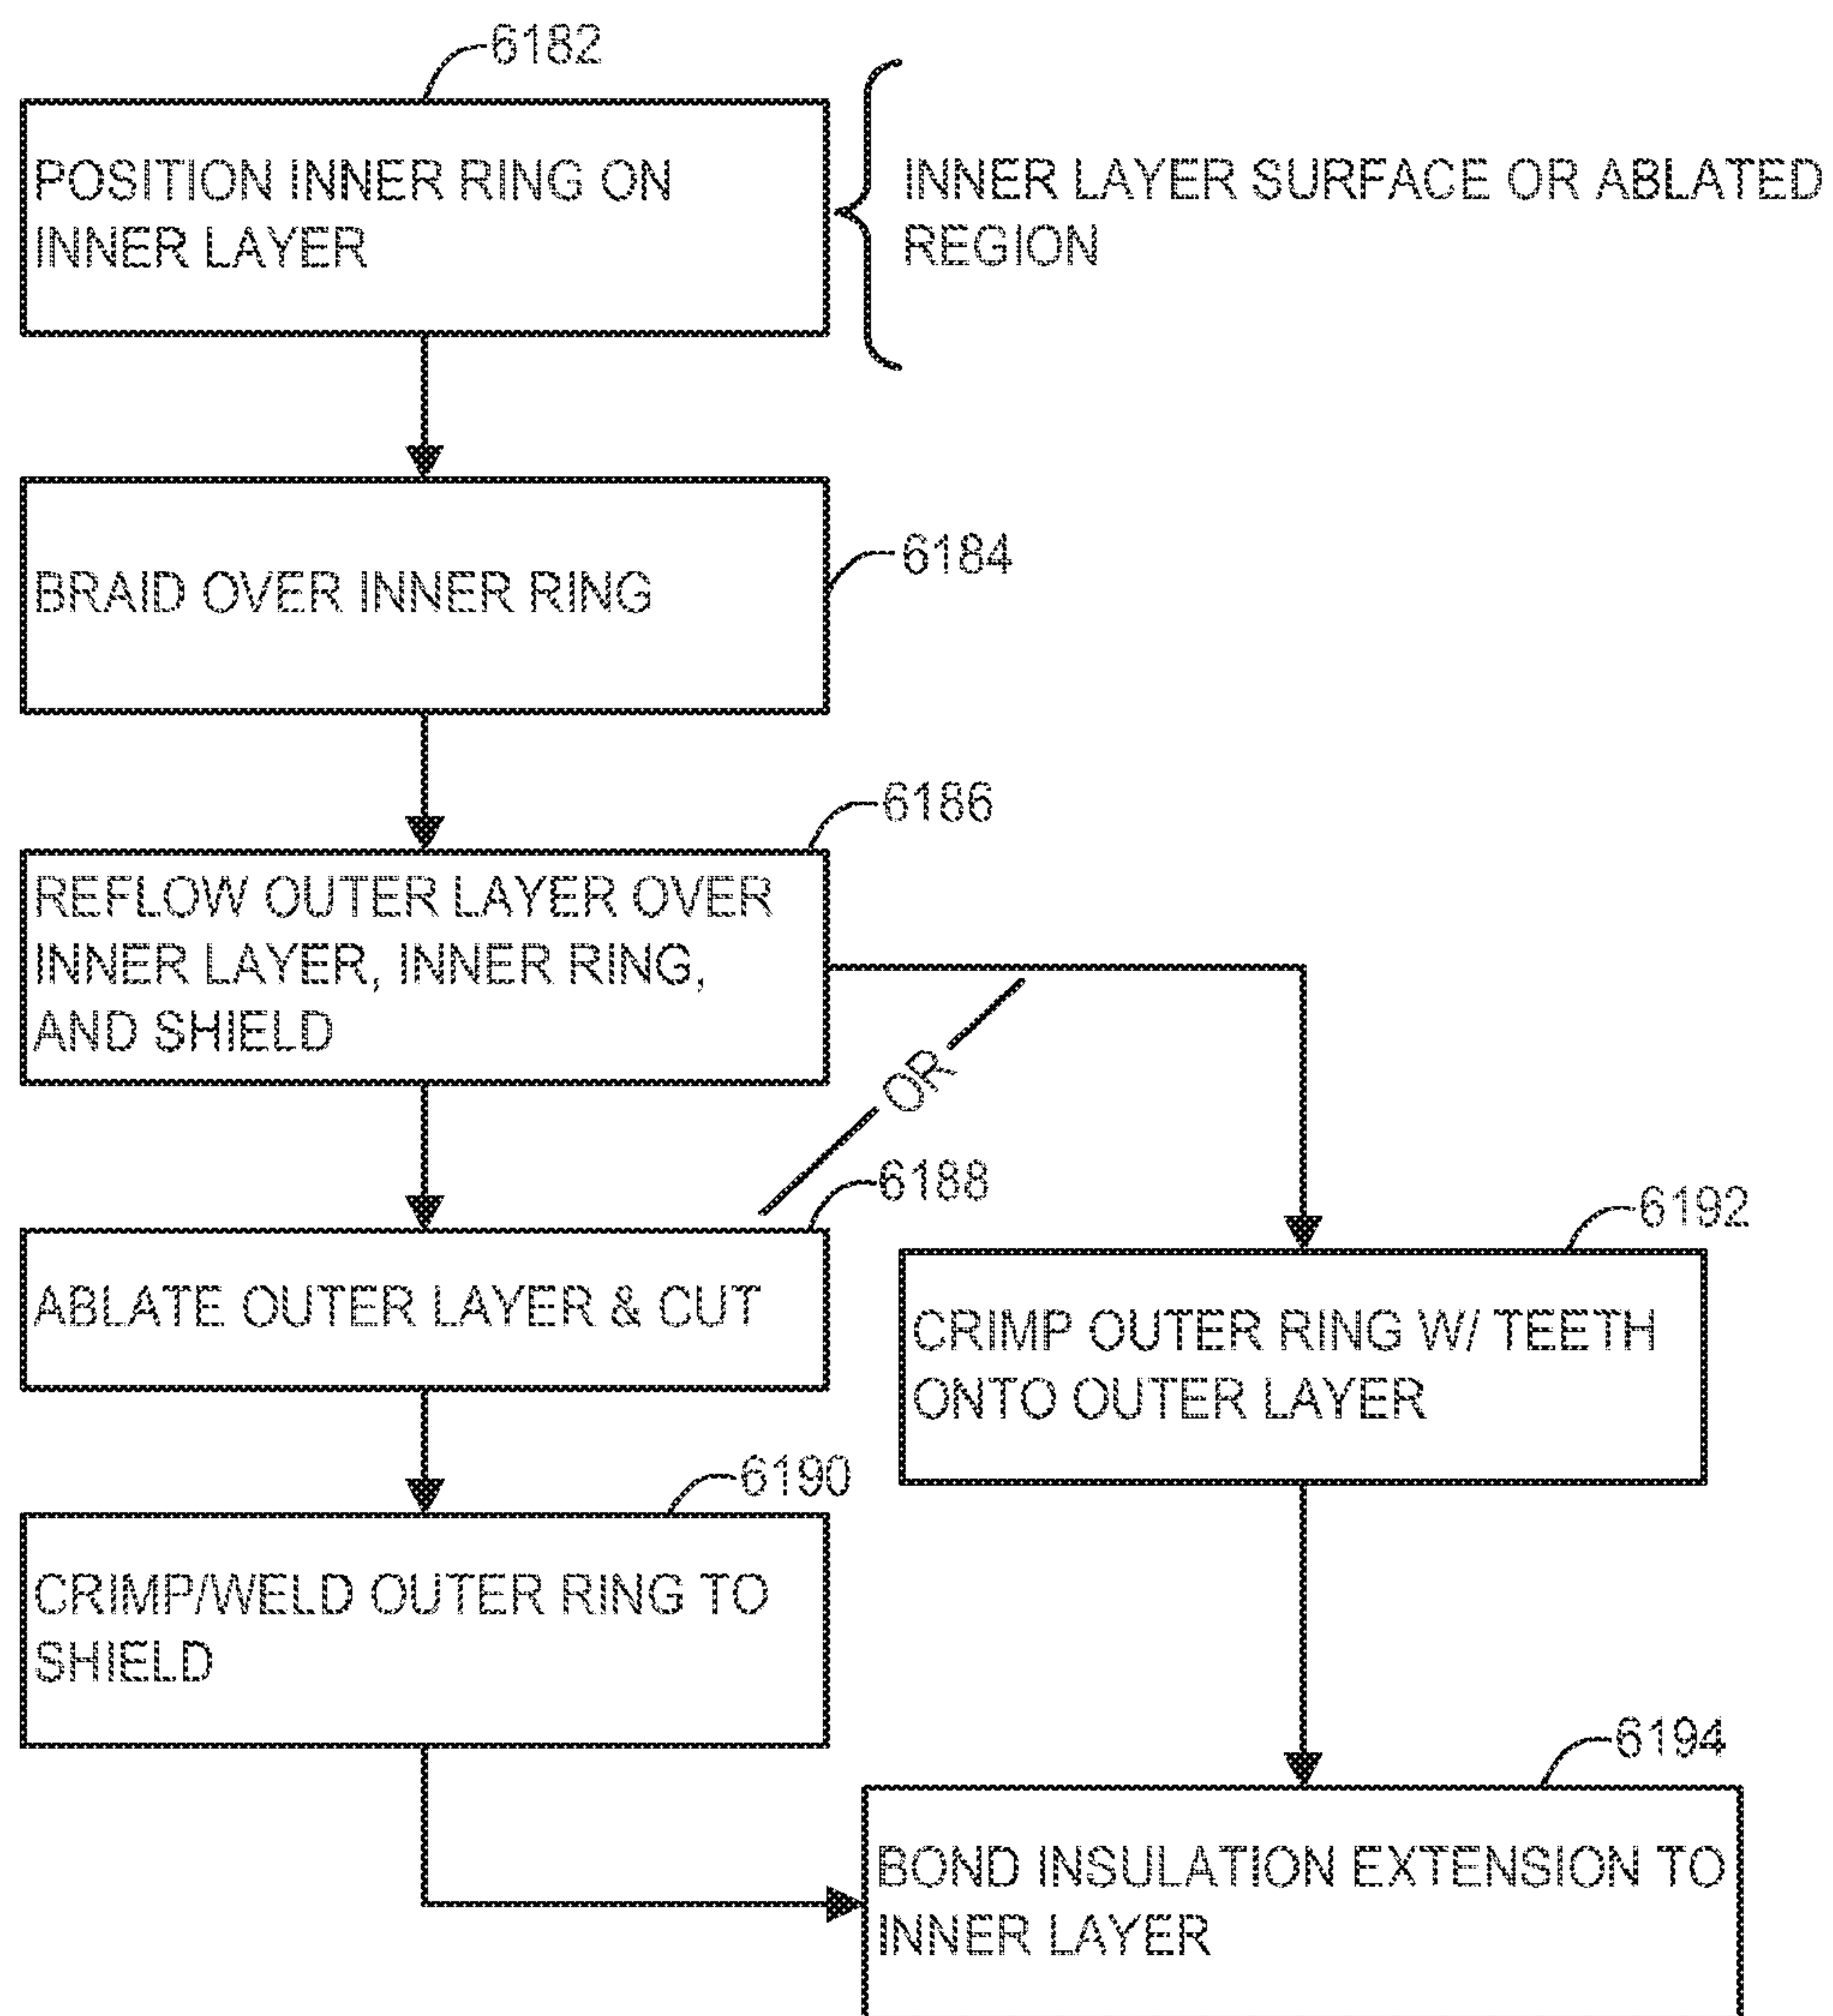 6182
POSITION INNER RING ON
INNER LAYER
INNER LAYER SURFACE OR ABLATED
REGION
BRAID OVER INNER RING
6184
6186
REFLOW OUTER LAYER OVER
INNER LAYER, INNER RING,
AND SHIELD
OR
6188
ABLATE OUTER LAYER & CUT
6192
CRIMP OUTER RING W/ TEETH
ONTO OUTER LAYER
6190
CRIMP/WELD OUTER RING TO
SHIELD
6194
BOND INSULATION EXTENSION TO
INNER LAYER